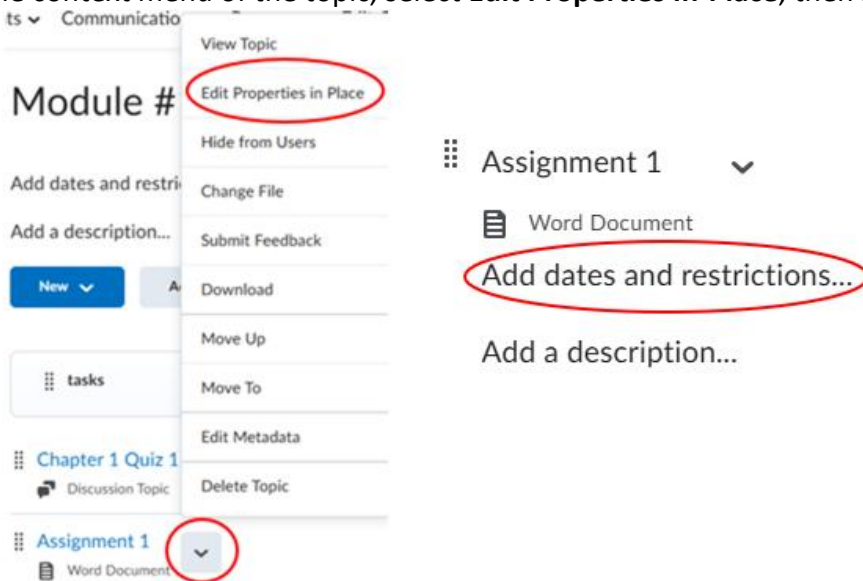 ts Communicatio
View Topic
Edit Properties in Place
Hide from Users
Change File
Submit Feedback
Download
Move Up
Move To
Edit Metadata
Delete Topic
Module #
Add dates and restri
Add a description...
New
A
tasks
Chapter 1 Quiz 1
Discussion Topic
Assignment 1
Word Document
Assignment 1
Word Document
Add dates and restrictions...
Add a description...